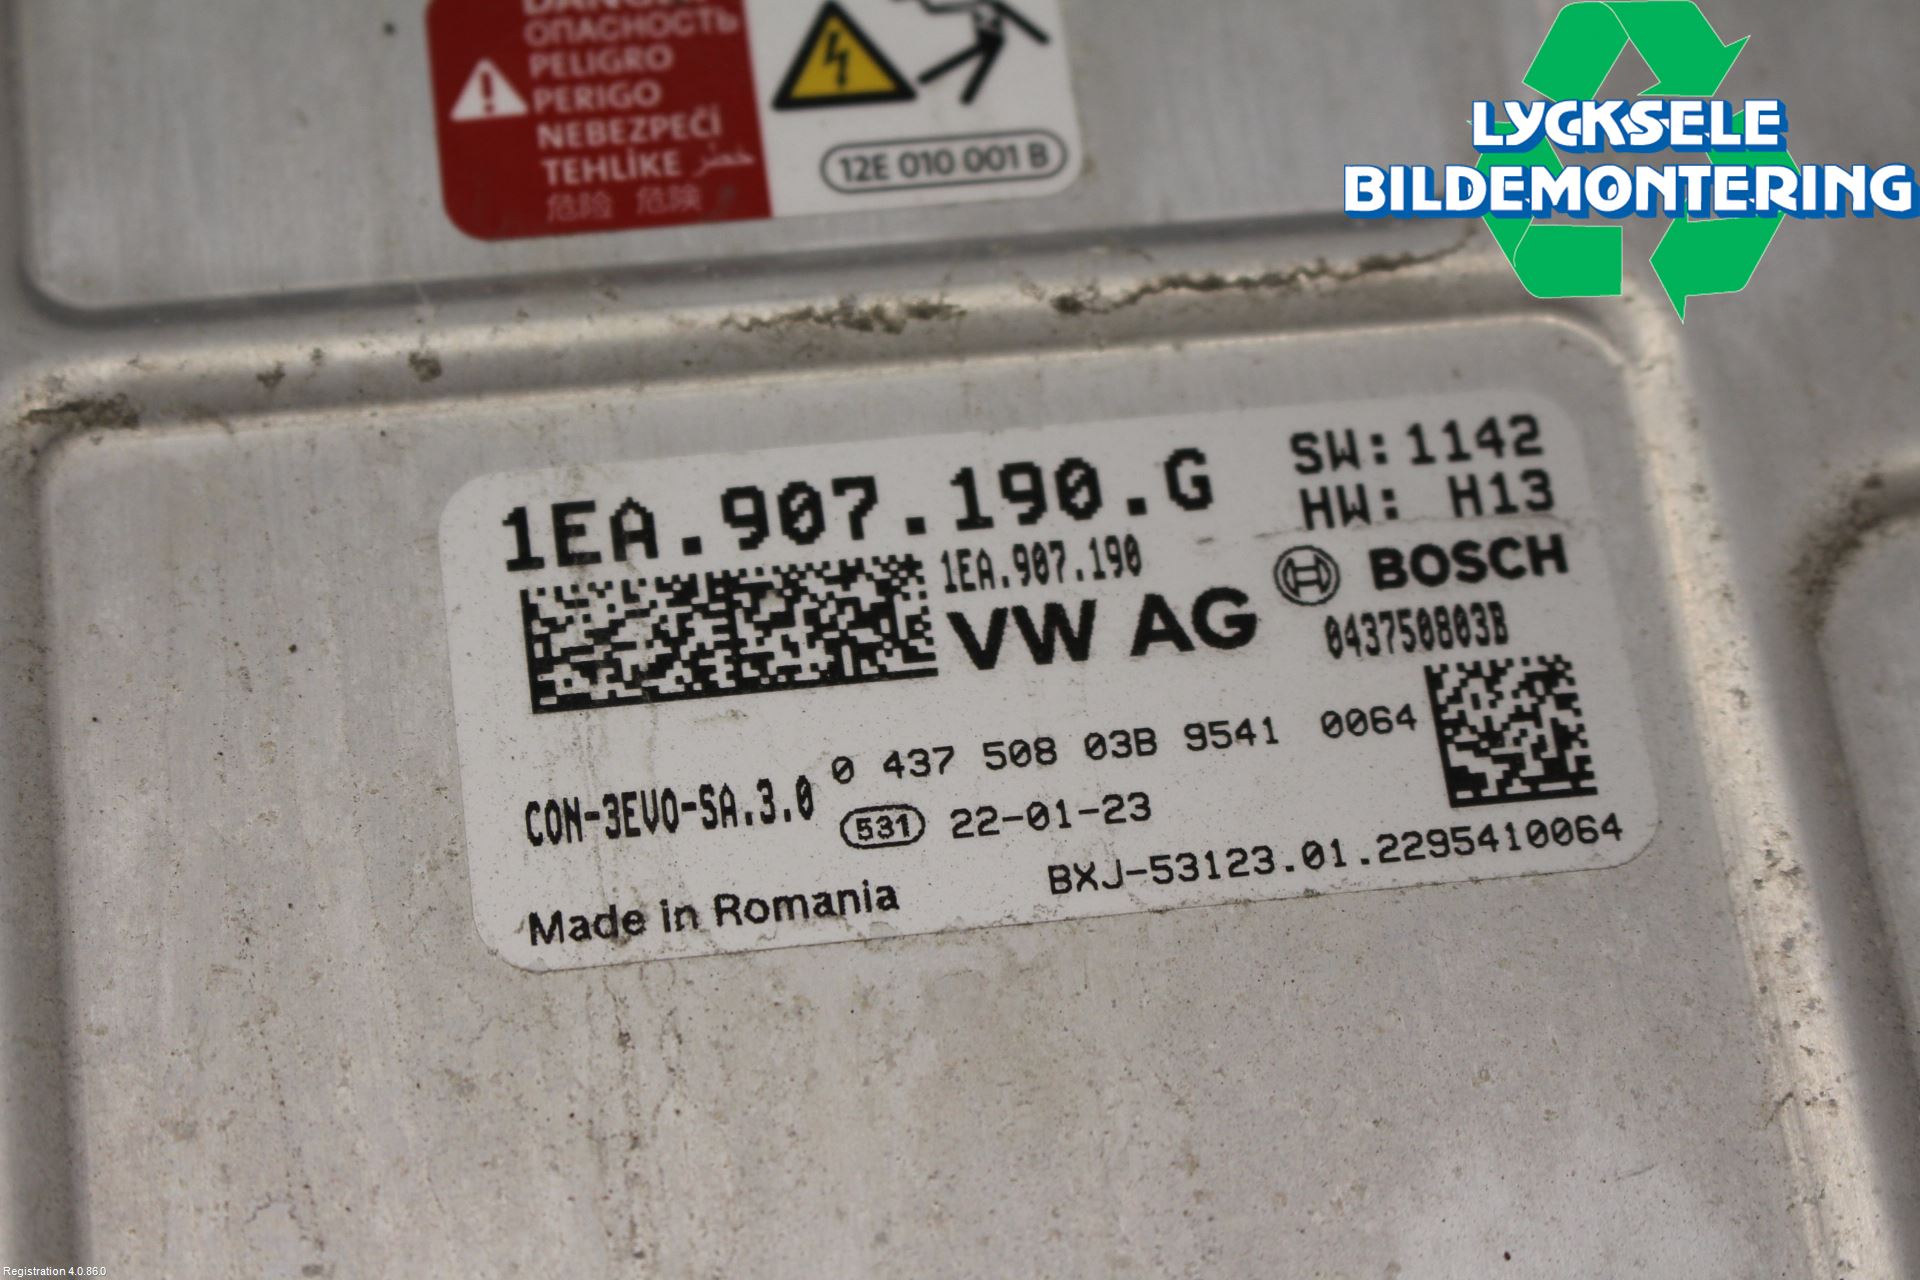 ОПАСНОСТЬ
PELIGRO
PERIGO
NEBEZPEČÍ
TEHLİKE خطر
危险 危険
12E 010 001 B
LYCKSELE
BILDEMONTERING
1EA.907.190.G
SW:1142
HW: H13
1EA.907.190
VW AG
BOSCH
043750803B
0 437 508 03B 9541 0064
CON-3EVO-SA.3.0
531 22-01-23
BXJ-53123.01.2295410064
Made in Romania
Registration 4.0.86.0